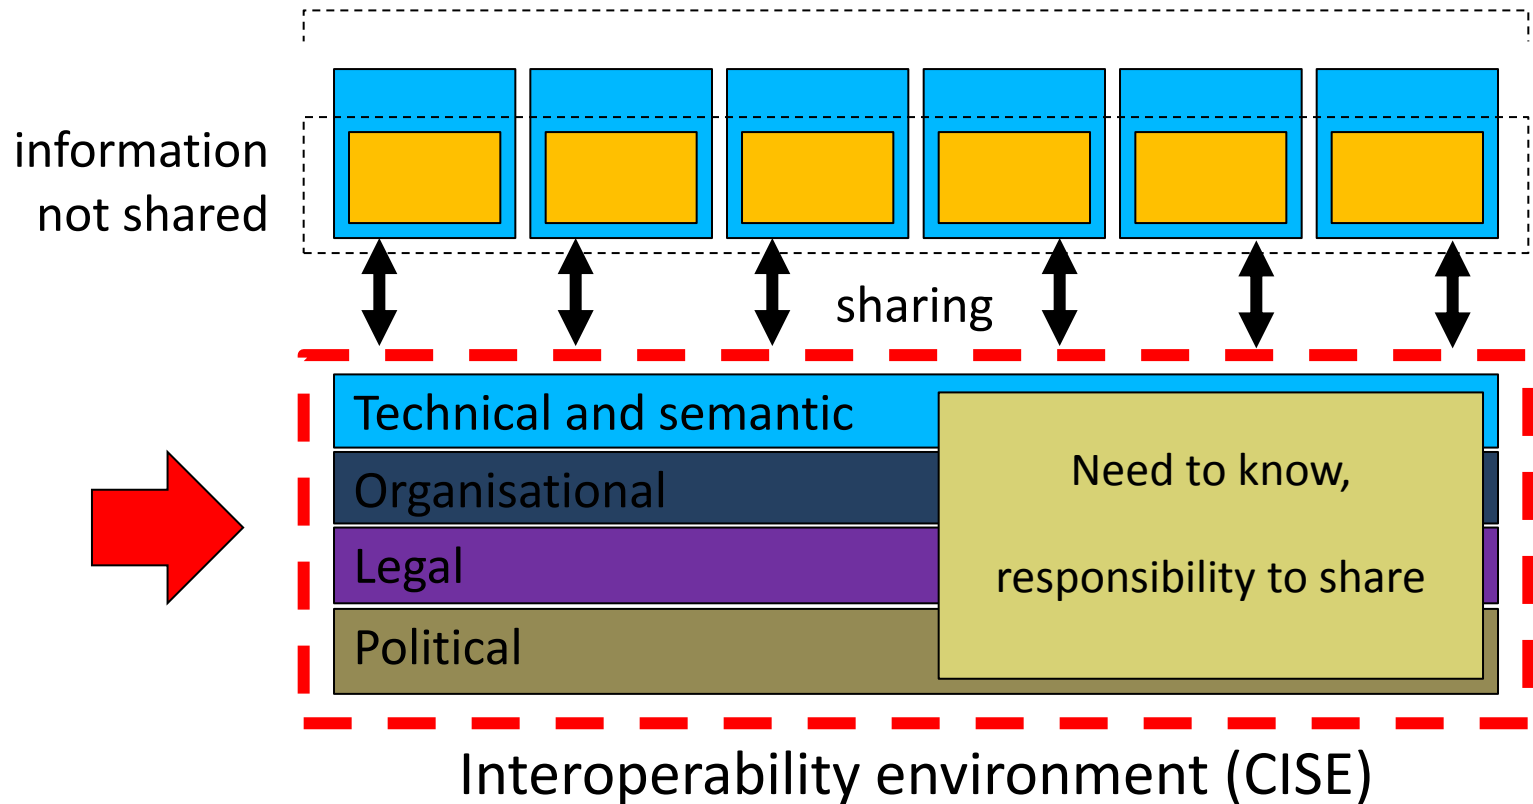 information
not shared
sharing
Technical and semantic
Organisational
Legal
Political
Need to know,
responsibility to share
Interoperability environment (CISE)